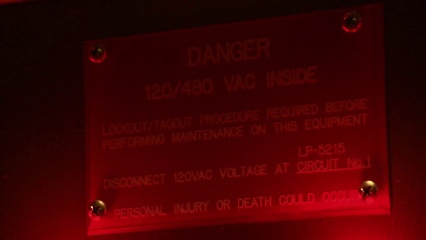 DANGER
120/480 VAC INSIDE
LOCKOUT/TAGOUT PROCEDURE REQUIRED BEFORE
PERFORMING MAINTENANCE ON THIS EQUIPMENT
LP-5215
DISCONNECT 120VAC VOLTAGE AT CIRCUIT No.1
PERSONAL INJURY OR DEATH COULD OCCUR